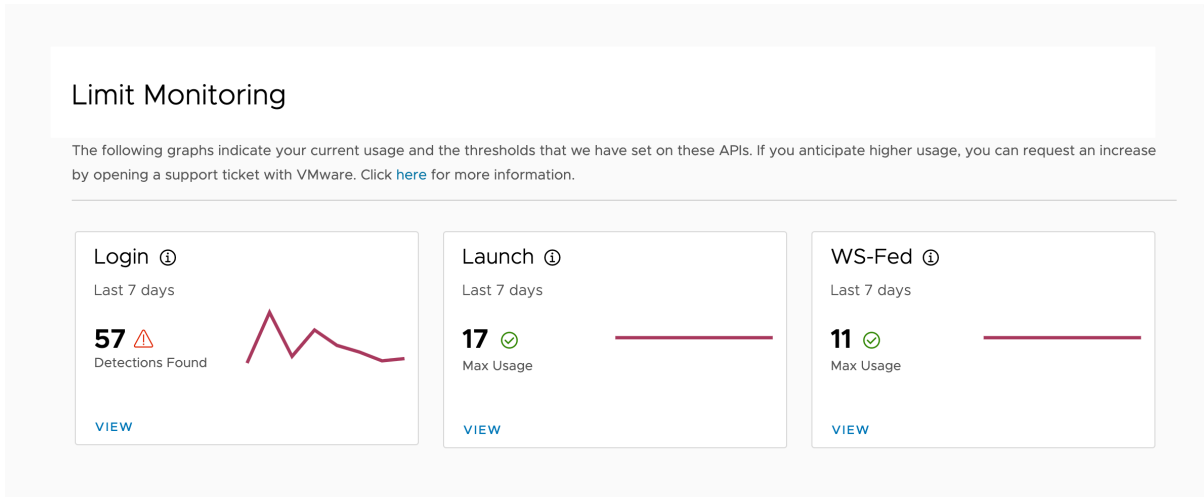 Limit Monitoring
The following graphs indicate your current usage and the thresholds that we have set on these APIs. If you anticipate higher usage, you can request an increase
by opening a support ticket with VMware. Click here for more information.
Login
Last 7 days
57
Detections Found
VIEW
Launch
Last 7 days
17
Max Usage
VIEW
WS-Fed
Last 7 days
11
Max Usage
VIEW